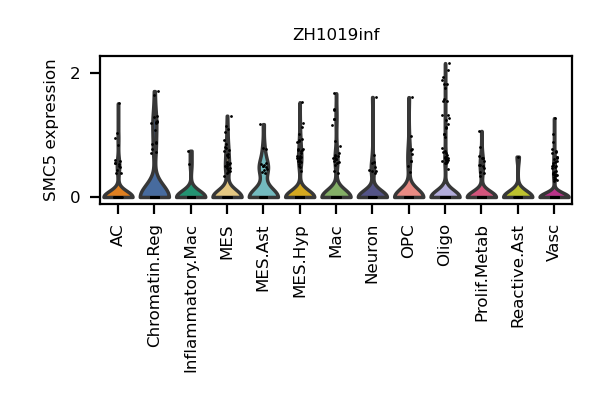 ZH1019inf
SMC5 expression
2
0
AC
Chromatin.Reg
Inflammatory.Mac
MES
MES.Ast
MES.Hyp
Mac
Neuron
OPC
Oligo
Prolif.Metab
Reactive.Ast
Vasc